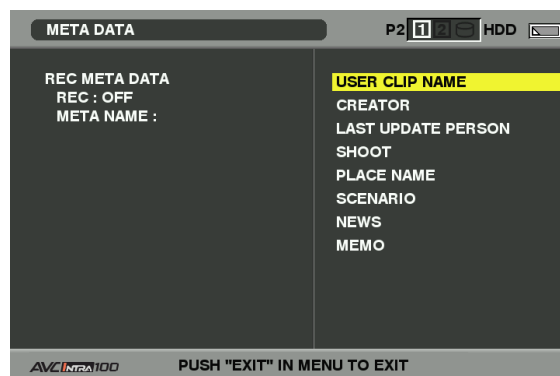 META DATA
P2 1 2 HDD
REC META DATA
REC : OFF
META NAME :
USER CLIP NAME
CREATOR
LAST UPDATE PERSON
SHOOT
PLACE NAME
SCENARIO
NEWS
MEMO
AVC INTRA 100
PUSH "EXIT" IN MENU TO EXIT